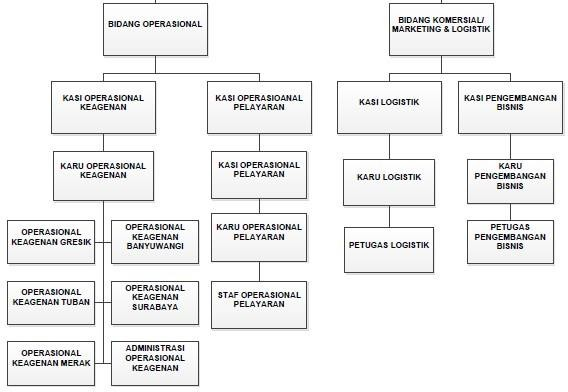 BIDANG OPERASIONAL
BIDANG KOMERSIAL/
MARKETING & LOGISTIK
KASI OPERASIONAL
KEAGENAN
KASI OPERASIOANAL
PELAYARAN
KASI LOGISTIK
KASI PENGEMBANGAN
BISNIS
KARU OPERASIONAL
KEAGENAN
KASI OPERASIONAL
PELAYARAN
KARU LOGISTIK
KARU
PENGEMBANGAN
BISNIS
OPERASIONAL
KEAGENAN GRESIK
OPERASIONAL
KEAGENAN
BANYUWANGI
KARU OPERASIONAL
PELAYARAN
PETUGAS LOGISTIK
PETUGAS
PENGEMBANGAN
BISNIS
OPERASIONAL
KEAGENAN TUBAN
OPERASIONAL
KEAGENAN
SURABAYA
STAF OPERASIONAL
PELAYARAN
OPERASIONAL
KEAGENAN MERAK
ADMINISTRASI
OPERASIONAL
KEAGENAN